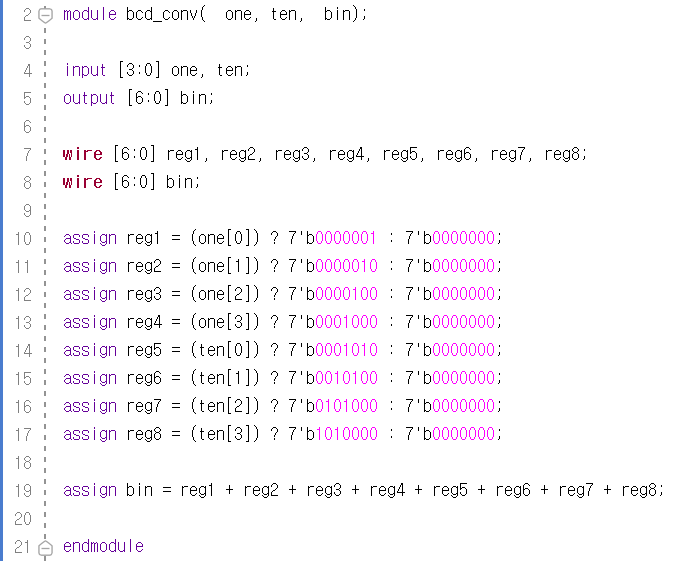 2 module bcd_conv(  one, ten,  bin);
3
4 input [3:0] one, ten;
5 output [6:0] bin;
6
7 wire [6:0] reg1, reg2, reg3, reg4, reg5, reg6, reg7, reg8;
8 wire [6:0] bin;
9
10 assign reg1 = (one[0]) ? 7'b0000001 : 7'b0000000;
11 assign reg2 = (one[1]) ? 7'b0000010 : 7'b0000000;
12 assign reg3 = (one[2]) ? 7'b0000100 : 7'b0000000;
13 assign reg4 = (one[3]) ? 7'b0001000 : 7'b0000000;
14 assign reg5 = (ten[0]) ? 7'b0001010 : 7'b0000000;
15 assign reg6 = (ten[1]) ? 7'b0010100 : 7'b0000000;
16 assign reg7 = (ten[2]) ? 7'b0101000 : 7'b0000000;
17 assign reg8 = (ten[3]) ? 7'b1010000 : 7'b0000000;
18
19 assign bin = reg1 + reg2 + reg3 + reg4 + reg5 + reg6 + reg7 + reg8;
20
21 endmodule